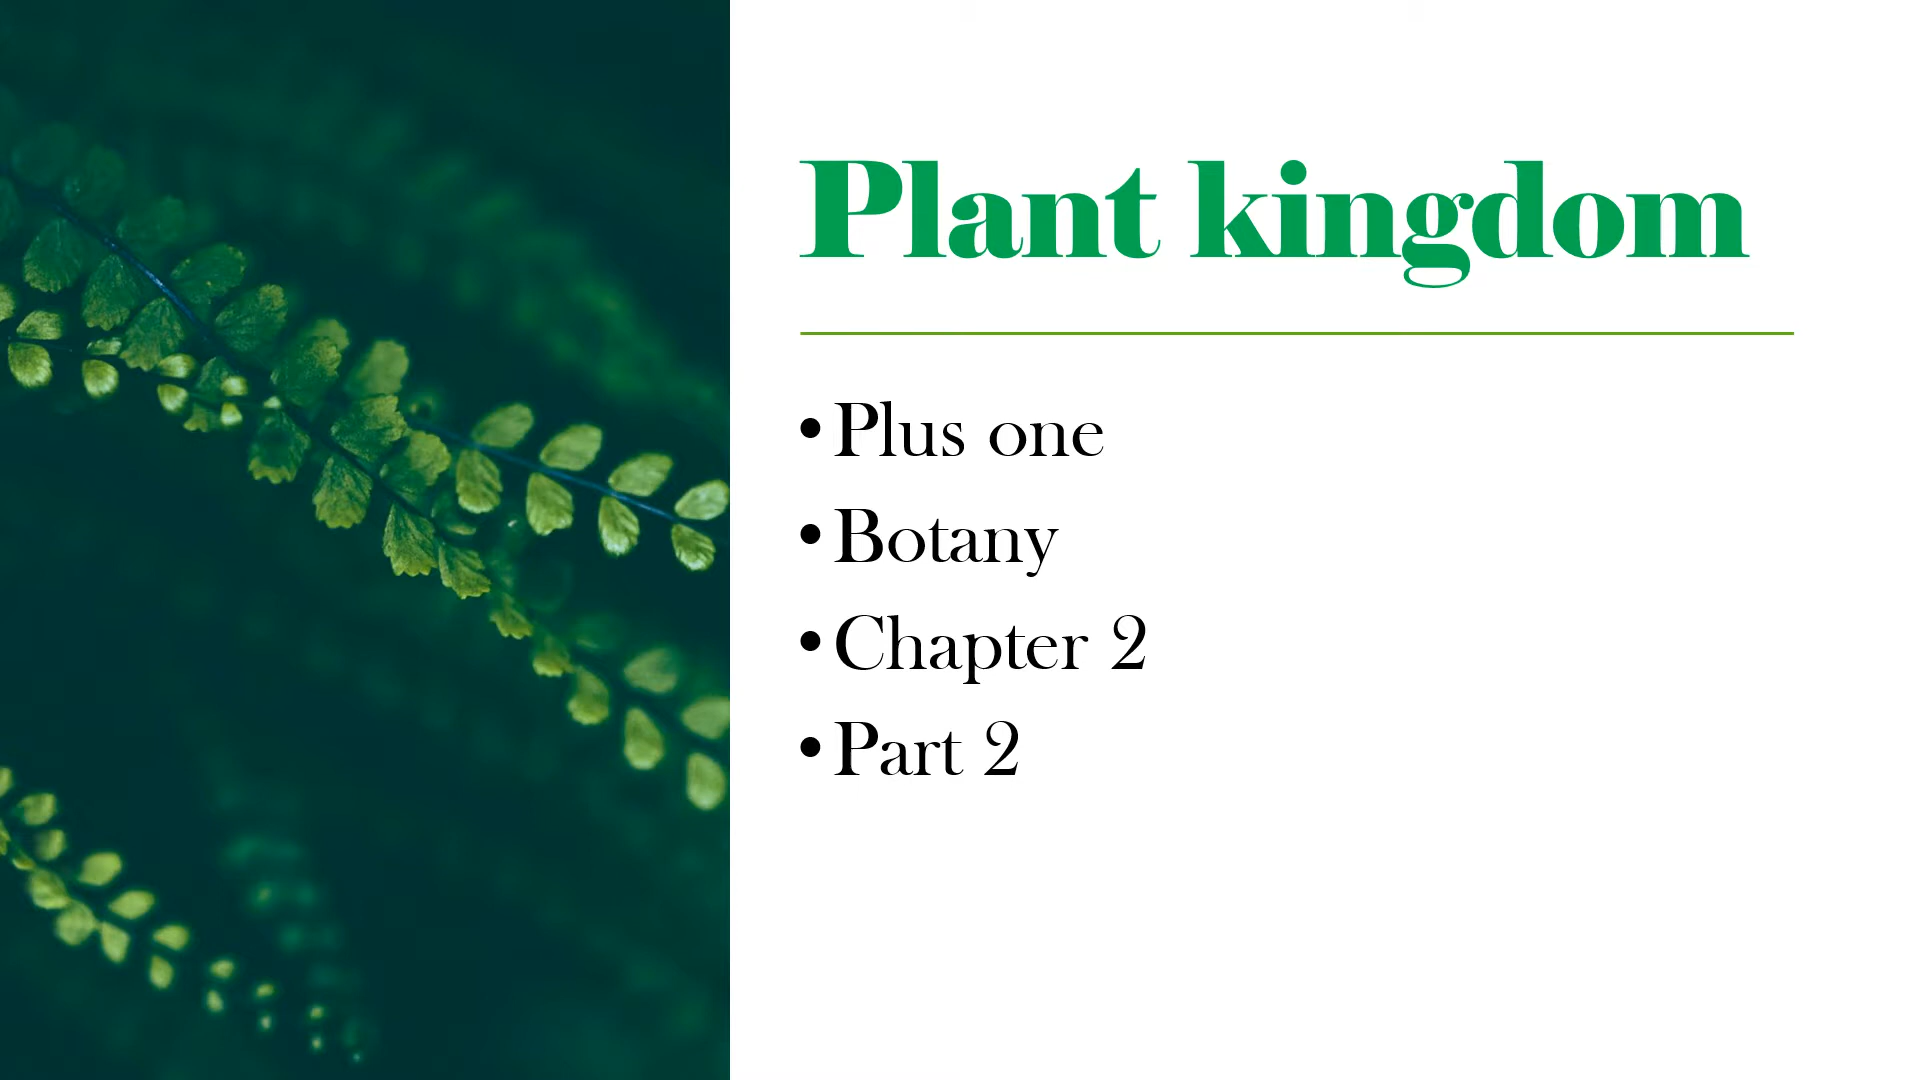 Plant kingdom
• Plus one
• Botany
• Chapter 2
• Part 2